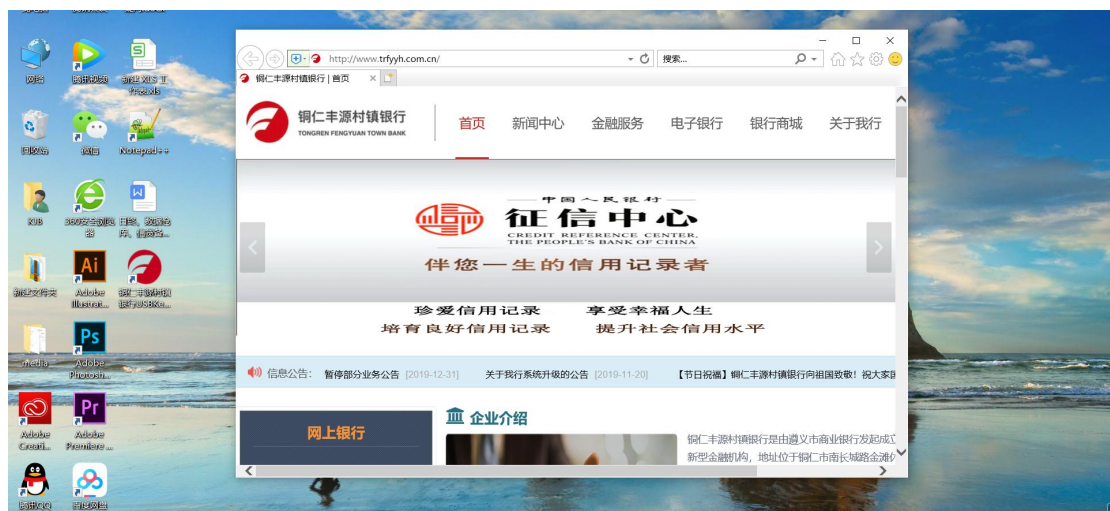 网络
腾讯视频
新建 XLS 工
作表.xls
回收站
微信
Notepad++
KJB
360安全浏览
器
新建文件夹
Adobe
Illustrat...
media
Adobe
Photosh...
Adobe
Creati...
Adobe
Premiere ...
腾讯QQ
百度网盘
http://www.trfyyh.com.cn/
搜索...
铜仁丰源村镇银行 | 首页
铜仁丰源村镇银行
TONGREN FENGYUAN TOWN BANK
首页 新闻中心 金融服务 电子银行 银行商城 关于我行
中国人民银行
征信中心
CREDIT REFERENCE CENTER,
THE PEOPLE'S BANK OF CHINA
伴您一生的信用记录者
珍爱信用记录 享受幸福人生
培育良好信用记录 提升社会信用水平
信息公告： 暂停部分业务公告 [2019-12-31] 关于我行系统升级的公告 [2019-11-20] 【节日祝福】铜仁丰源村镇银行向祖国致敬！祝大家
网上银行
企业介绍
铜仁丰源村镇银行是由遵义市商业银行发起成立
新型金融机构，地址位于铜仁市南长城路金滩